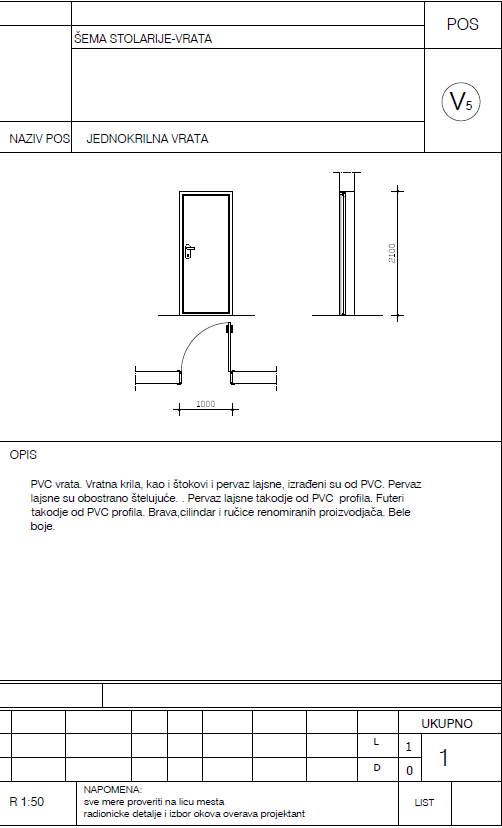 POS
ŠEMA STOLARIJE-VRATA
V5
NAZIV POS JEDNOKRILNA VRATA
2100
1000
OPIS
PVC vrata. Vratna krila, kao i štokovi i pervaz lajsne, izrađeni su od PVC. Pervaz
lajsne su obostrano štelujuće. . Pervaz lajsne takodje od PVC profila. Futeri
takodje od PVC profila. Brava,cilindar i ručice renomiranih proizvodjača. Bele
boje.
UKUPNO
L 1
1
D 0
R 1:50
NAPOMENA:
sve mere proveriti na licu mesta
radionicke detalje i izbor okova overava projektant
LIST